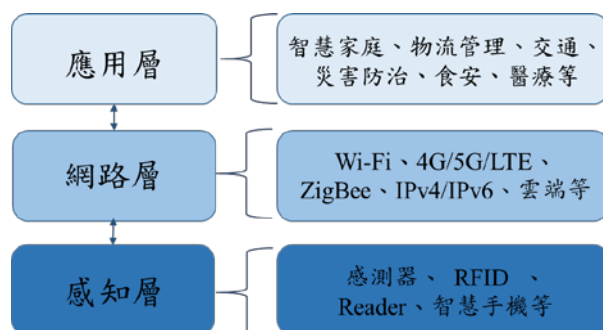 應用層
智慧家庭、物流管理、交通、
災害防治、食安、醫療等
網路層
Wi-Fi、4G/5G/LTE、
ZigBee、IPv4/IPv6、雲端等
感知層
感測器、 RFID 、
Reader、智慧手機等